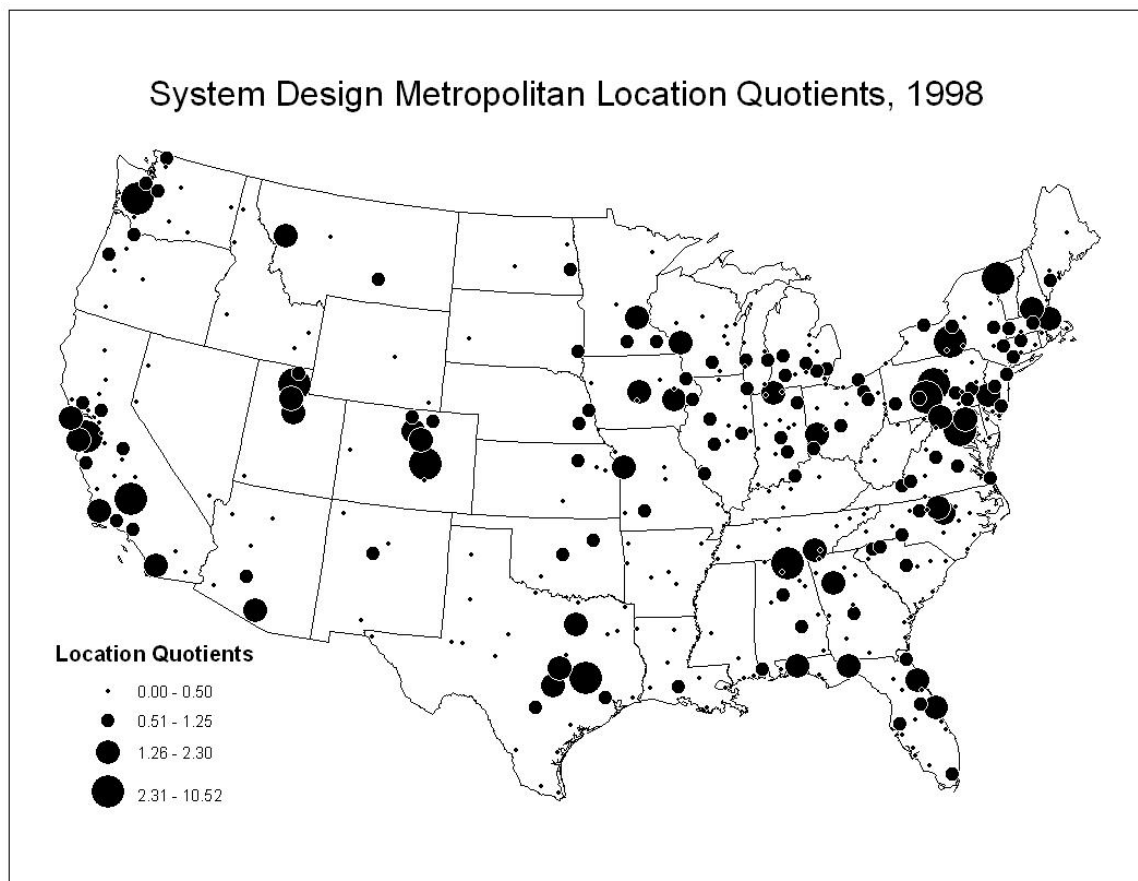 System Design Metropolitan Location Quotients, 1998
Location Quotients
0.00 - 0.50
0.51 - 1.25
1.26 - 2.30
2.31 - 10.52